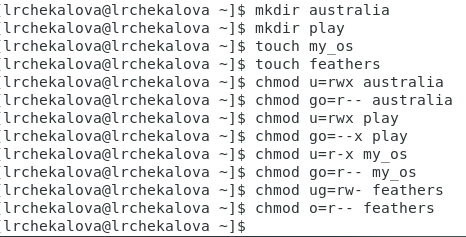 [lrchekalova@lrchekalova ~]$ mkdir australia
[lrchekalova@lrchekalova ~]$ mkdir play
[lrchekalova@lrchekalova ~]$ touch my_os
[lrchekalova@lrchekalova ~]$ touch feathers
[lrchekalova@lrchekalova ~]$ chmod u=rwx australia
[lrchekalova@lrchekalova ~]$ chmod go=r-- australia
[lrchekalova@lrchekalova ~]$ chmod u=rwx play
[lrchekalova@lrchekalova ~]$ chmod go=--x play
[lrchekalova@lrchekalova ~]$ chmod u=r-x my_os
[lrchekalova@lrchekalova ~]$ chmod go=r-- my_os
[lrchekalova@lrchekalova ~]$ chmod ug=rw- feathers
[lrchekalova@lrchekalova ~]$ chmod o=r-- feathers
[lrchekalova@lrchekalova ~]$